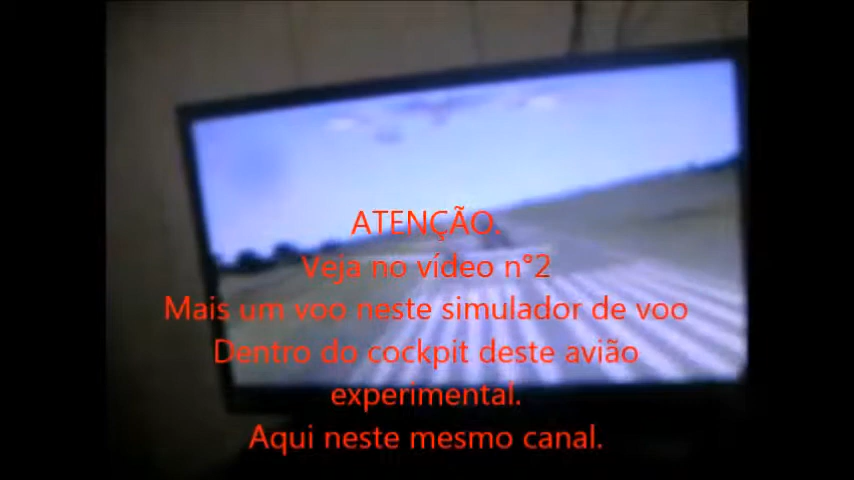 ATENÇÃO.
Veja no vídeo n°2
Mais um voo neste simulador de voo
Dentro do cockpit deste avião
experimental.
Aqui neste mesmo canal.